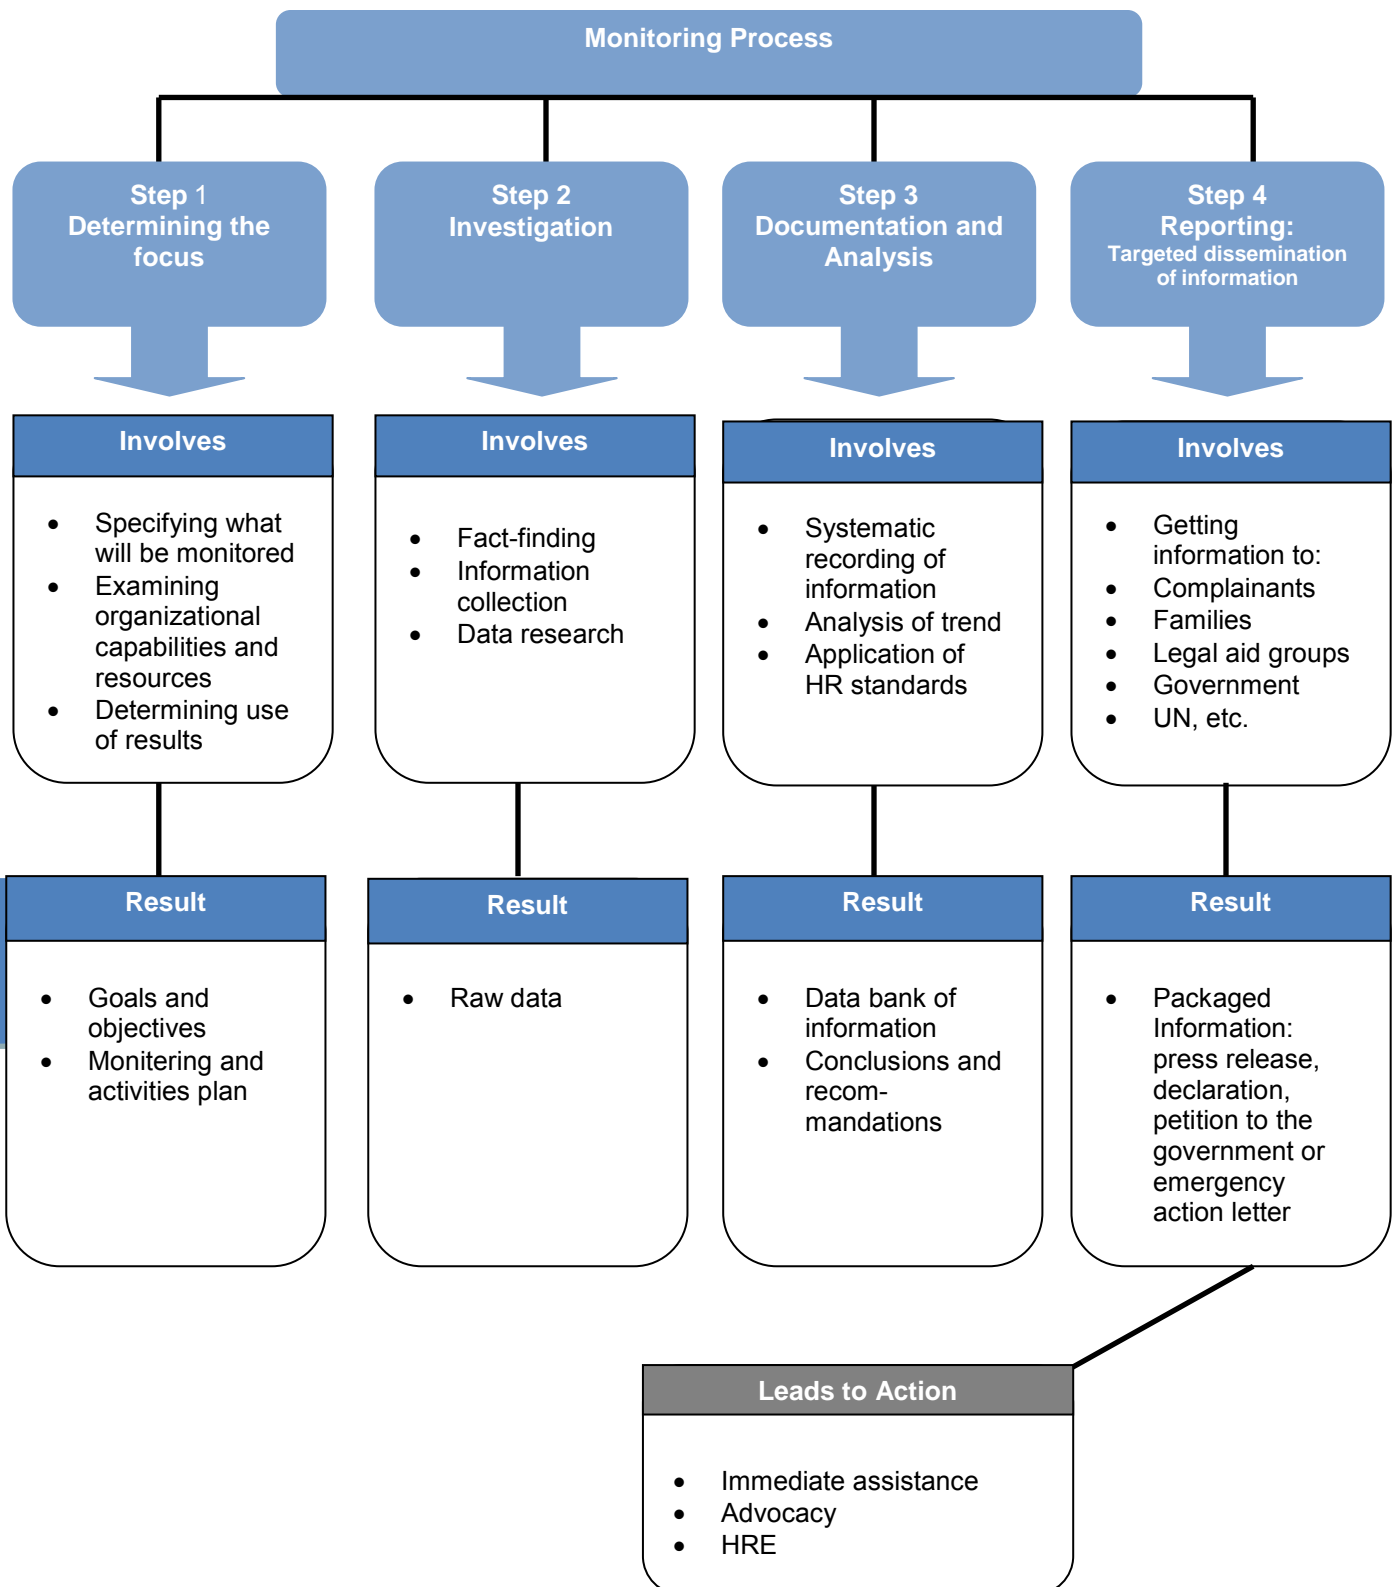 Monitoring Process
Step 1
Determining the
focus
Step 2
Investigation
Step 3
Documentation and
Analysis
Step 4
Reporting:
Targeted dissemination
of information
Involves
• Specifying what
will be monitored
• Examining
organizational
capabilities and
resources
• Determining use
of results
Involves
• Fact-finding
• Information
collection
• Data research
Involves
• Systematic
recording of
information
• Analysis of trend
• Application of
HR standards
Involves
• Getting
information to:
• Complainants
• Families
• Legal aid groups
• Government
• UN, etc.
Result
• Goals and
objectives
• Monitering and
activities plan
Result
• Raw data
Result
• Data bank of
information
• Conclusions and
recom-
mandations
Result
• Packaged
Information:
press release,
declaration,
petition to the
government or
emergency
action letter
Leads to Action
• Immediate assistance
• Advocacy
• HRE